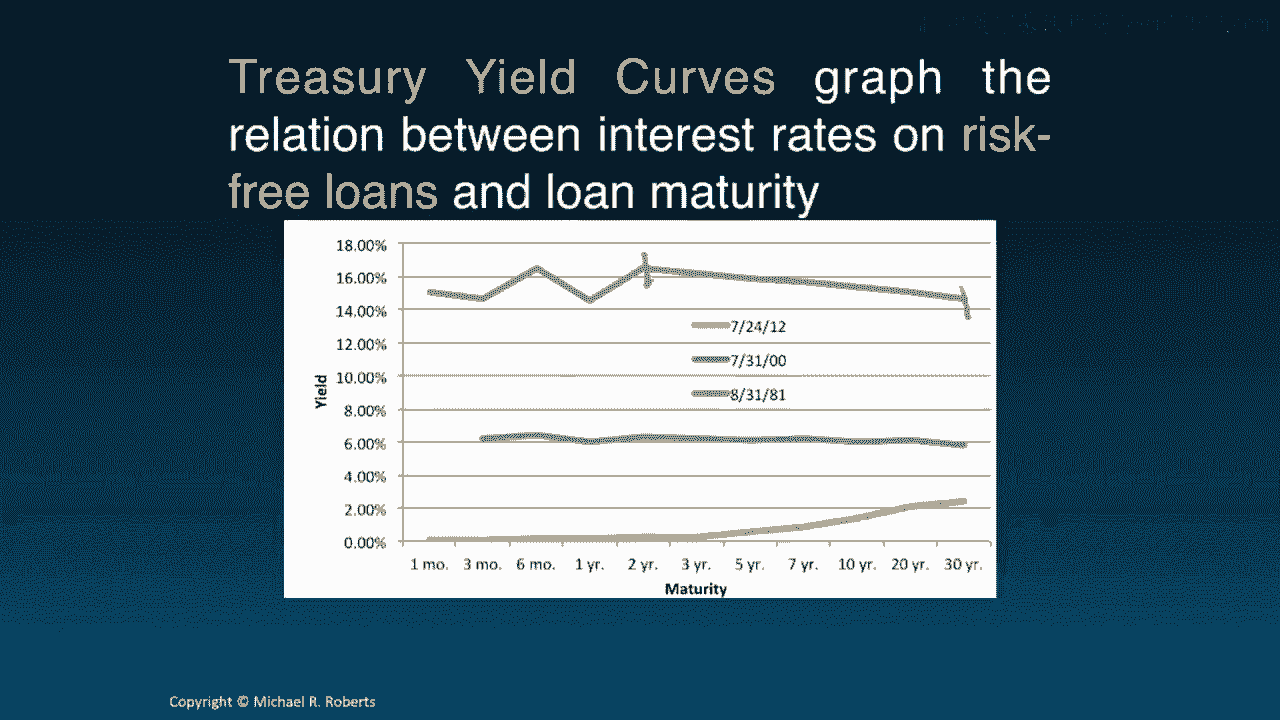 Treasury Yield Curves graph the
relation between interest rates on risk-
free loans and loan maturity
18.00%
16.00%
14.00%
12.00%
10.00%
8.00%
6.00%
4.00%
2.00%
0.00%
Yield
7/24/12
7/31/00
8/31/81
1 mo. 3 mo. 6 mo. 1 yr. 2 yr. 3 yr. 5 yr. 7 yr. 10 yr. 20 yr. 30 yr.
Maturity
Copyright © Michael R. Roberts